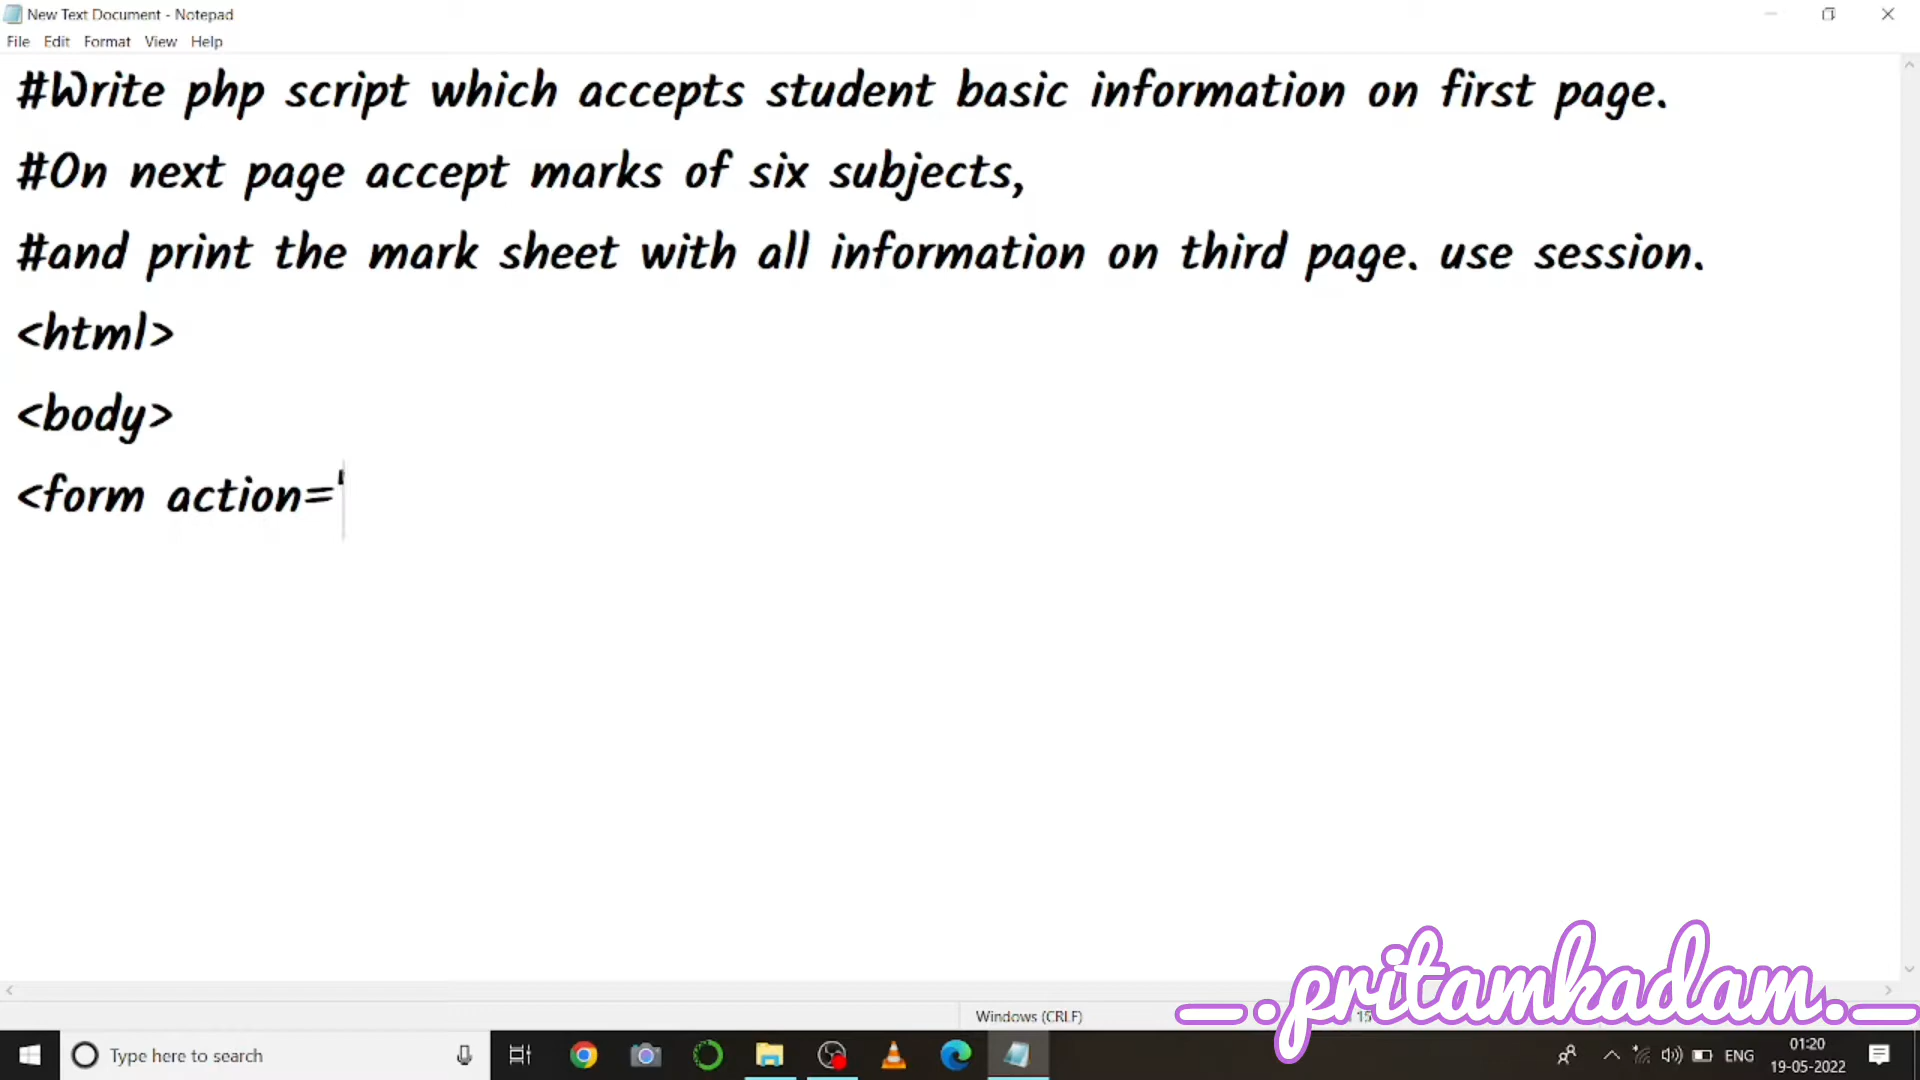 New Text Document - Notepad
File Edit Format View Help
#Write php script which accepts student basic information on first page.
#On next page accept marks of six subjects,
#and print the mark sheet with all information on third page. use session.
<html>
<body>
<form action='
Windows (CRLF)
_.pritamkadam._
Type here to search
ENG
01:20
19-05-2022